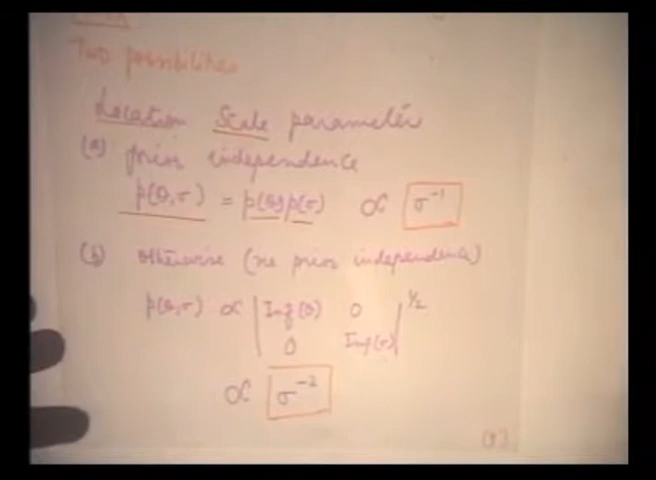 Two possibilities
Location Scale parameter
(a) prior independence
p(θ,σ) = p(θ)p(σ) ∝ σ⁻¹
(b) otherwise (no prior independence)
p(θ,σ) ∝ | Inf(θ) 0 |^1/2
0 Inf(σ)
∝ σ⁻²